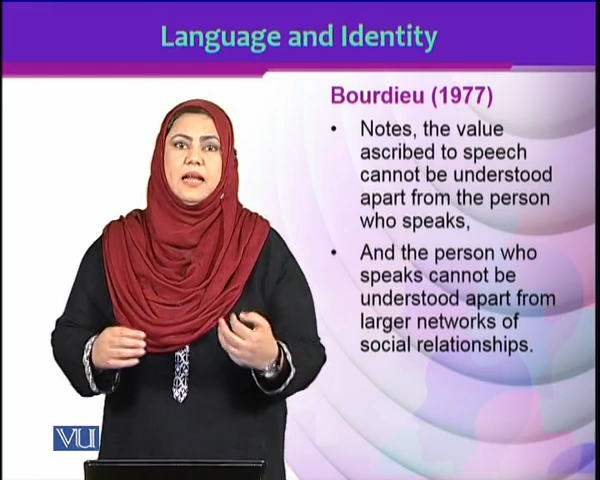 Language and Identity
Bourdieu (1977)
• Notes, the value
ascribed to speech
cannot be understood
apart from the person
who speaks,
• And the person who
speaks cannot be
understood apart from
larger networks of
social relationships.
VU